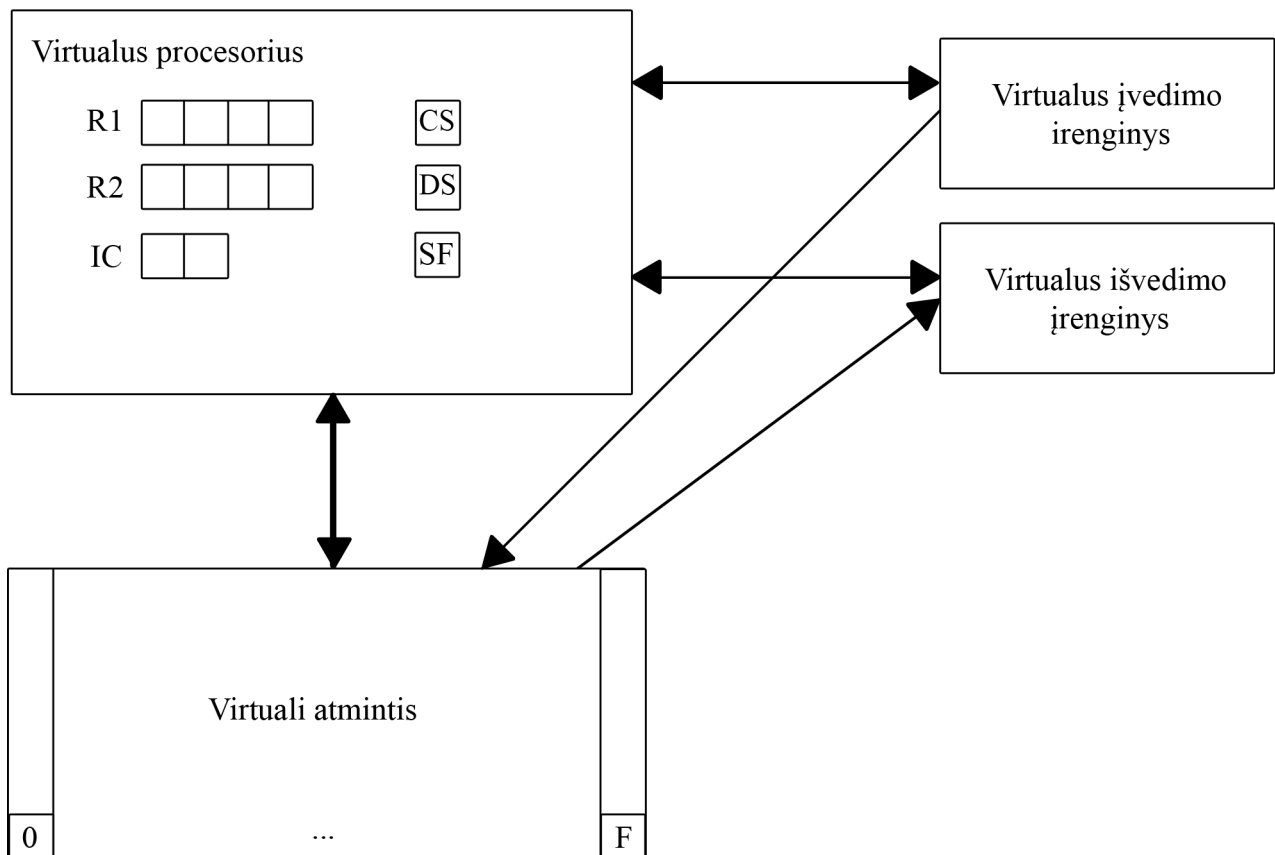 Virtualus procesorius
R1
CS
R2
DS
IC
SF
Virtualus įvedimo
irenginys
Virtualus išvedimo
įrenginys
Virtuali atmintis
0
...
F